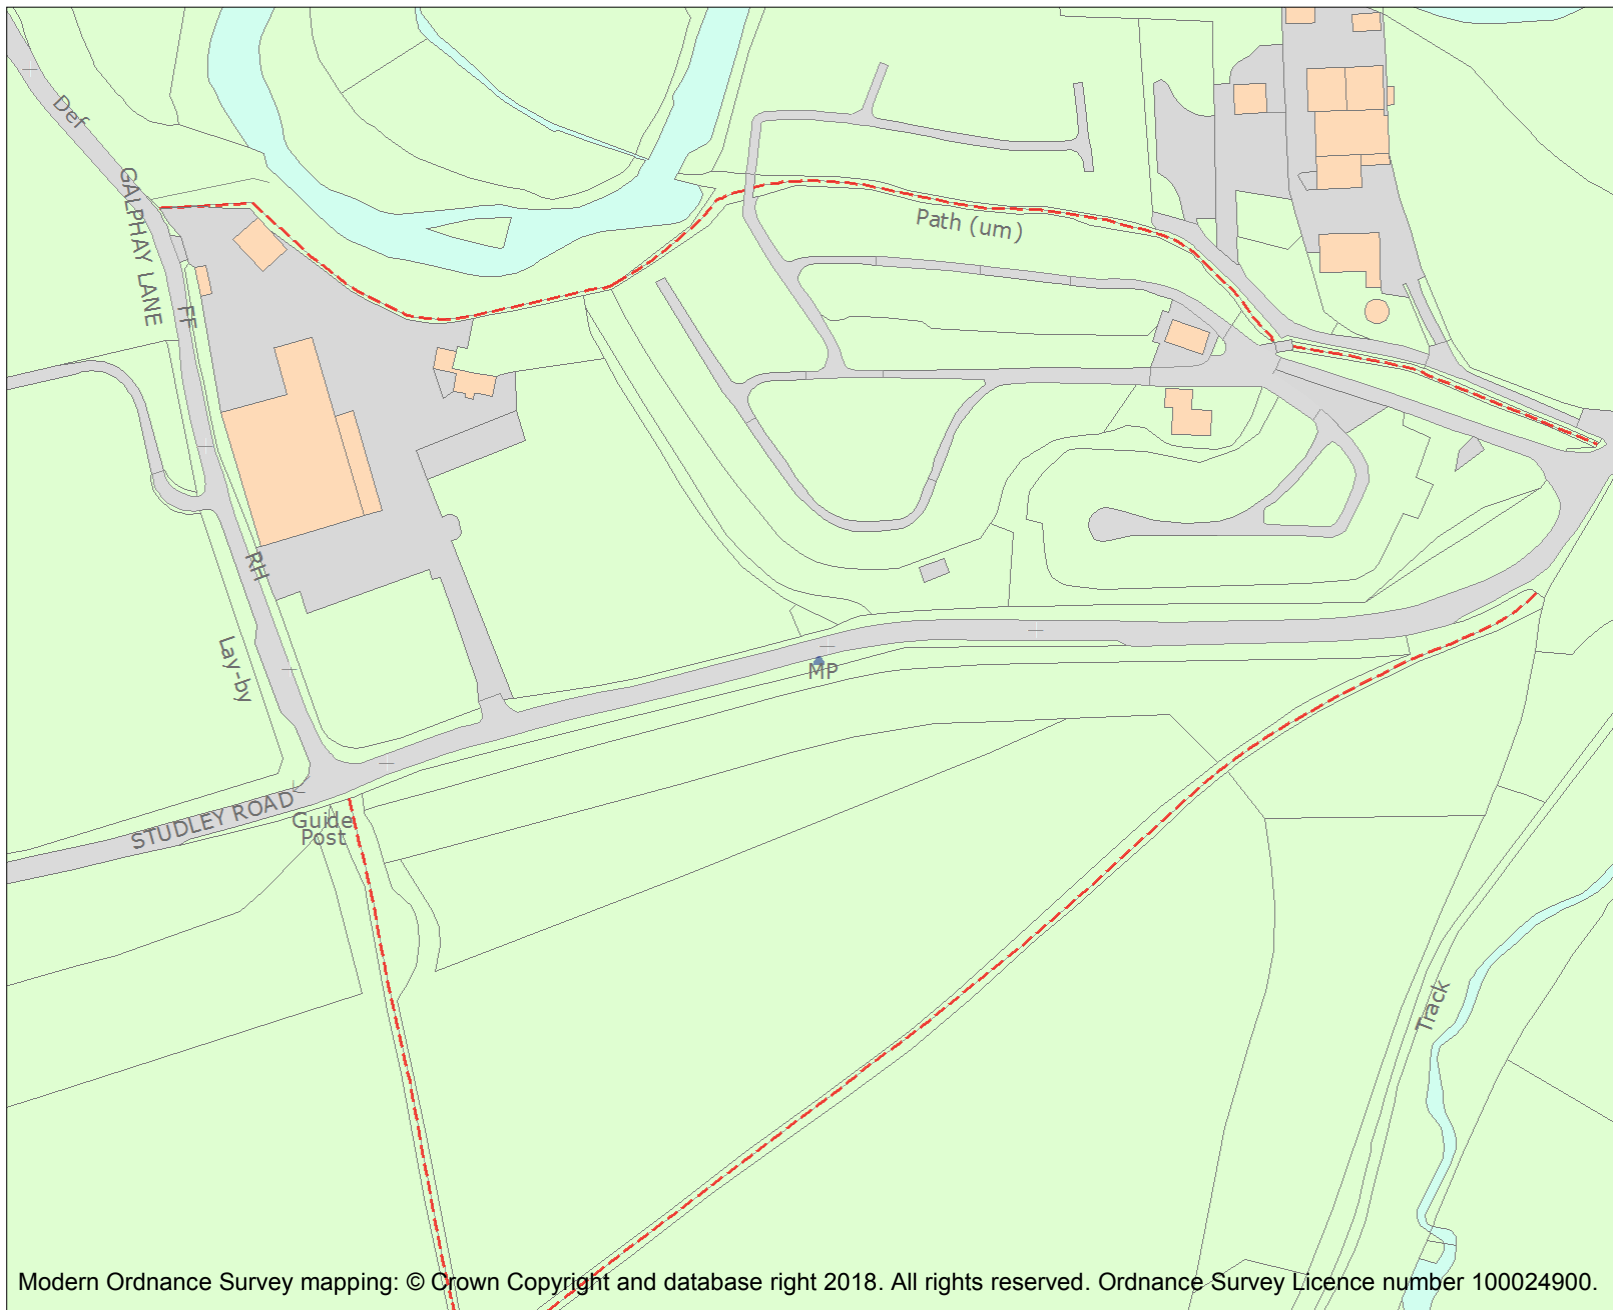 Def
GALPHAY LANE
FF
Path (um)
RH
Lay-by
MP
STUDLEY ROAD
Guide
Post
Track
Modern Ordnance Survey mapping: © Crown Copyright and database right 2018. All rights reserved. Ordnance Survey Licence number 100024900.